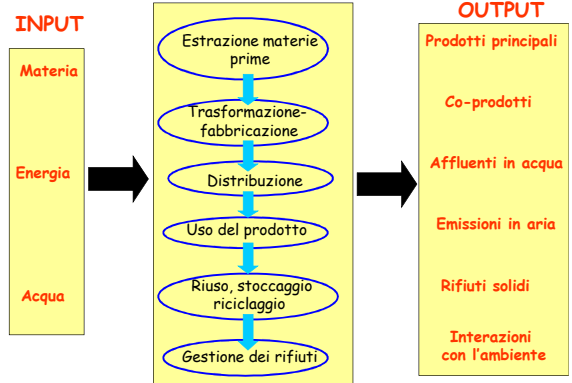 INPUT
Materia
Energia
Acqua
Estrazione materie
prime
Trasformazione-
fabbricazione
Distribuzione
Uso del prodotto
Riuso, stoccaggio
riciclaggio
Gestione dei rifiuti
OUTPUT
Prodotti principali
Co-prodotti
Affluenti in acqua
Emissioni in aria
Rifiuti solidi
Interazioni
con l'ambiente